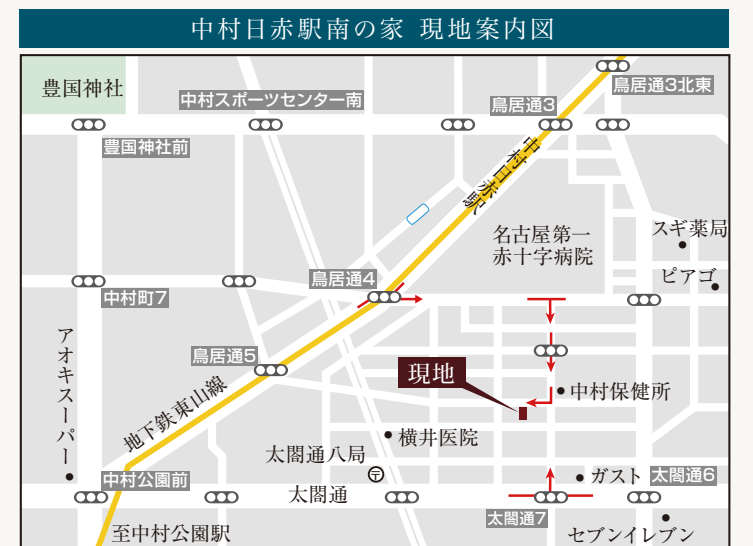 中村日赤駅南の家 現地案内図
豊国神社
中村スポーツセンター南
鳥居通3
鳥居通3北東
豊国神社前
中村日赤駅
名古屋第一
赤十字病院
スギ薬局
ピアゴ
鳥居通4
中村町7
アオキスーパー
鳥居通5
地下鉄東山線
現地
中村保健所
横井医院
太閤通八局
〒
中村公園前
太閤通
ガスト
太閤通6
太閤通7
至中村公園駅
セブンイレブン